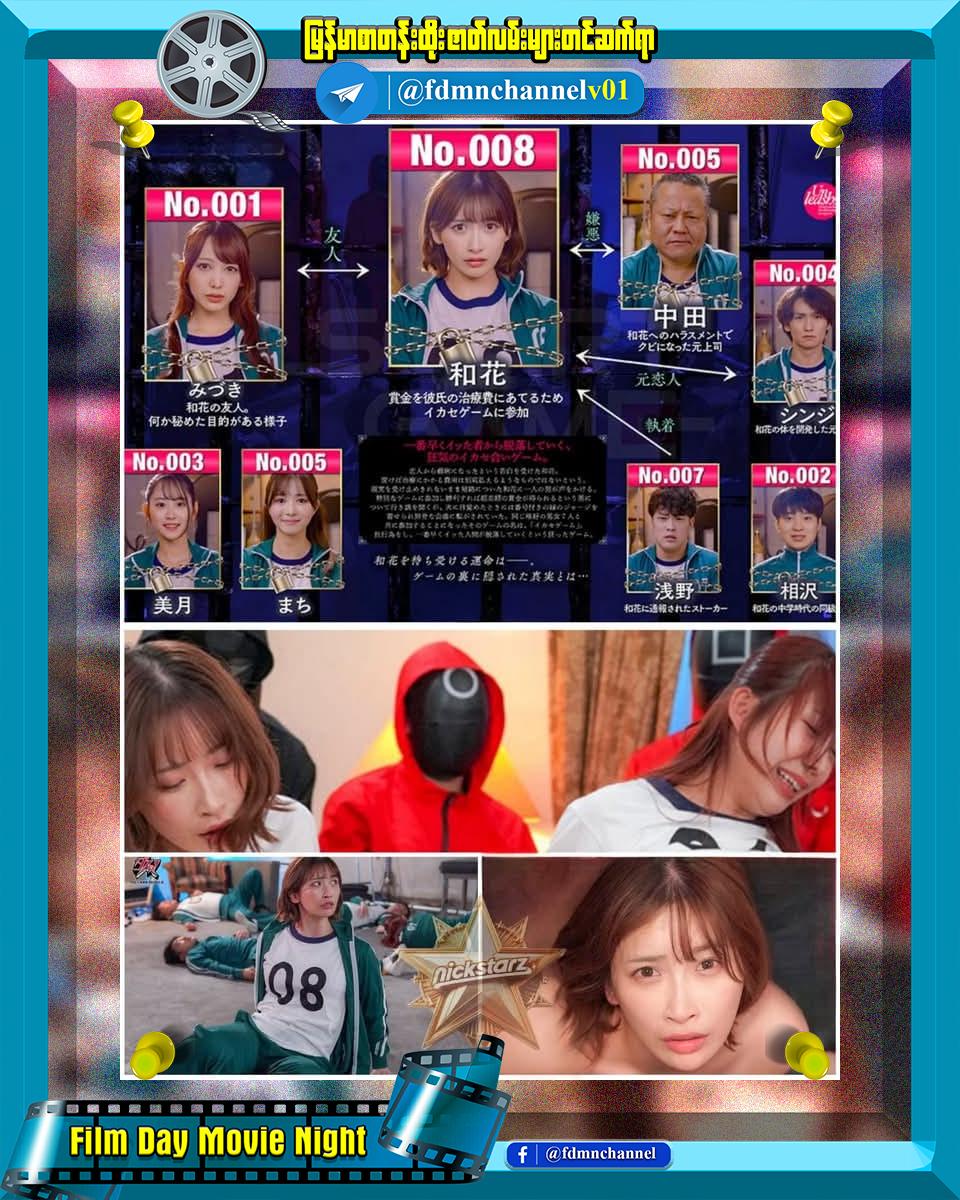 မြန်မာစာတန်းထိုးဇာတ်လမ်းများတင်ဆက်ရာ
@fdmnchannelv01
No.001
友人
No.008
嫌悪
No.005
No.004
みづき
和花の友人。
何か秘めた目的がある様子
和花
賞金を彼氏の治療費にあてるため
イカセゲームに参加
中田
和花へのハラスメントで
クビになった元上司
元恋人
執着
シンジ
和花の体を開発した元
一番早くイッた者から脱落していく、
狂気のイカセ合いゲーム。
和花を待ち受ける運命は――、
ゲームの裏に隠された真実とは…
No.003
美月
No.005
まち
No.007
浅野
和花に通報されたストーカー
No.002
相沢
和花の中学時代の同級
08
nickstarz
Film Day Movie Night
@fdmnchannel